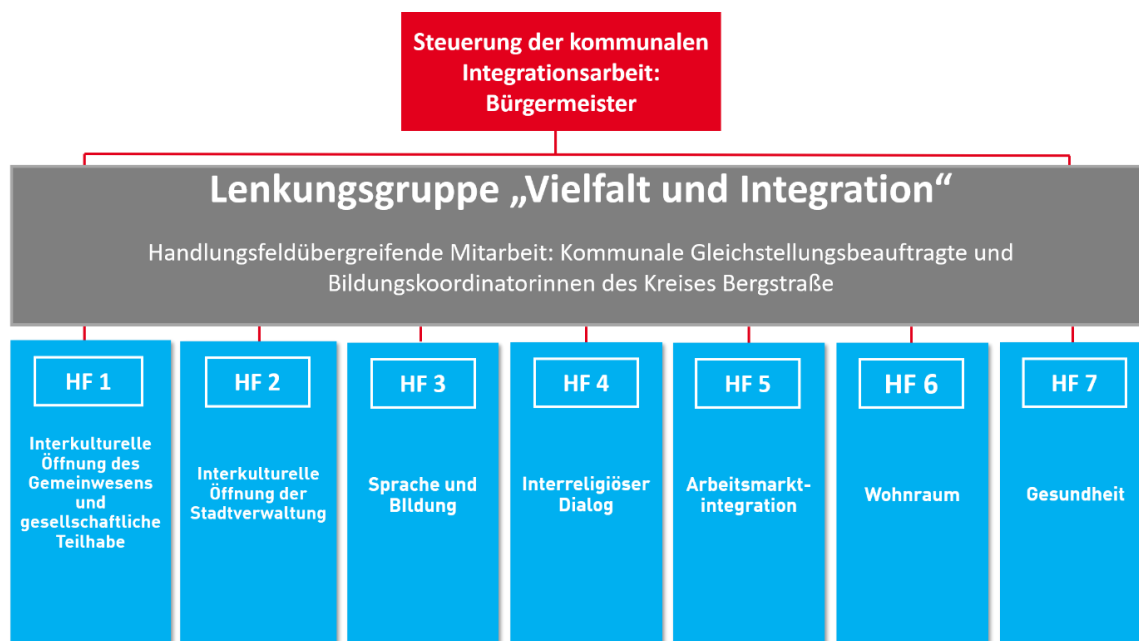 Steuerung der kommunalen
Integrationsarbeit:
Bürgermeister
Lenkungsgruppe „Vielfalt und Integration“
Handlungsfeldübergreifende Mitarbeit: Kommunale Gleichstellungsbeauftragte und
Bildungskoordinatorinnen des Kreises Bergstraße
HF 1
Interkulturelle
Öffnung des
Gemeinwesens
und
gesellschaftliche
Teilhabe
HF 2
Interkulturelle
Öffnung der
Stadtverwaltung
HF 3
Sprache und
BIldung
HF 4
Interreligiöser
Dialog
HF 5
Arbeitsmarkt-
integration
HF 6
Wohnraum
HF 7
Gesundheit